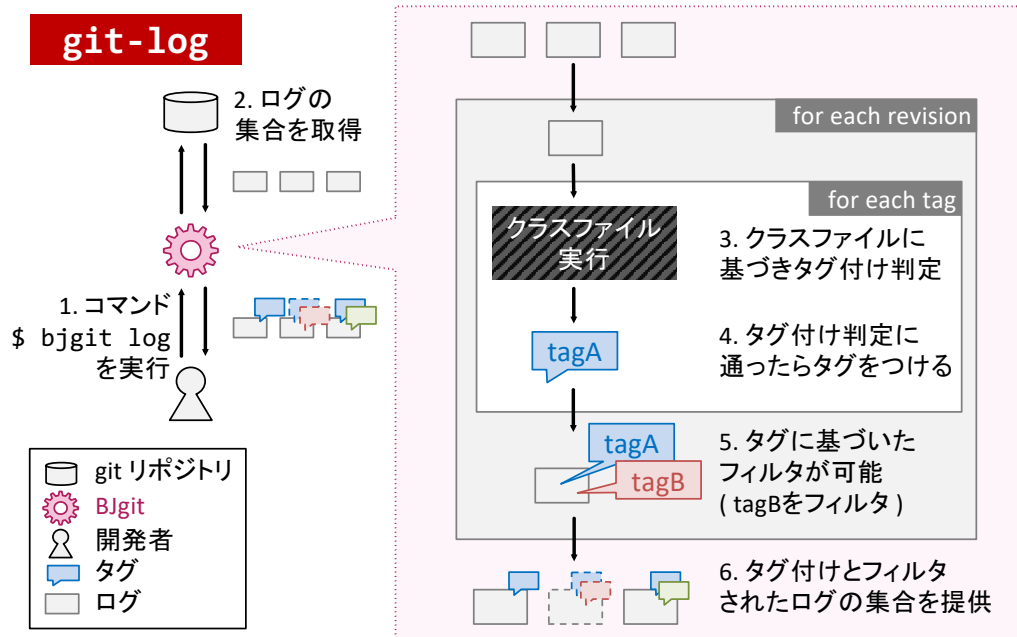 git-log
2. ログの
集合を取得
1. コマンド
$ bjgit log
を実行
git リポジトリ
BJgit
開発者
タグ
ログ
for each revision
for each tag
クラスファイル
実行
3. クラスファイルに
基づきタグ付け判定
tagA
4. タグ付け判定に
通ったらタグをつける
tagA
tagB
5. タグに基づいた
フィルタが可能
( tagBをフィルタ )
6. タグ付けとフィルタ
されたログの集合を提供